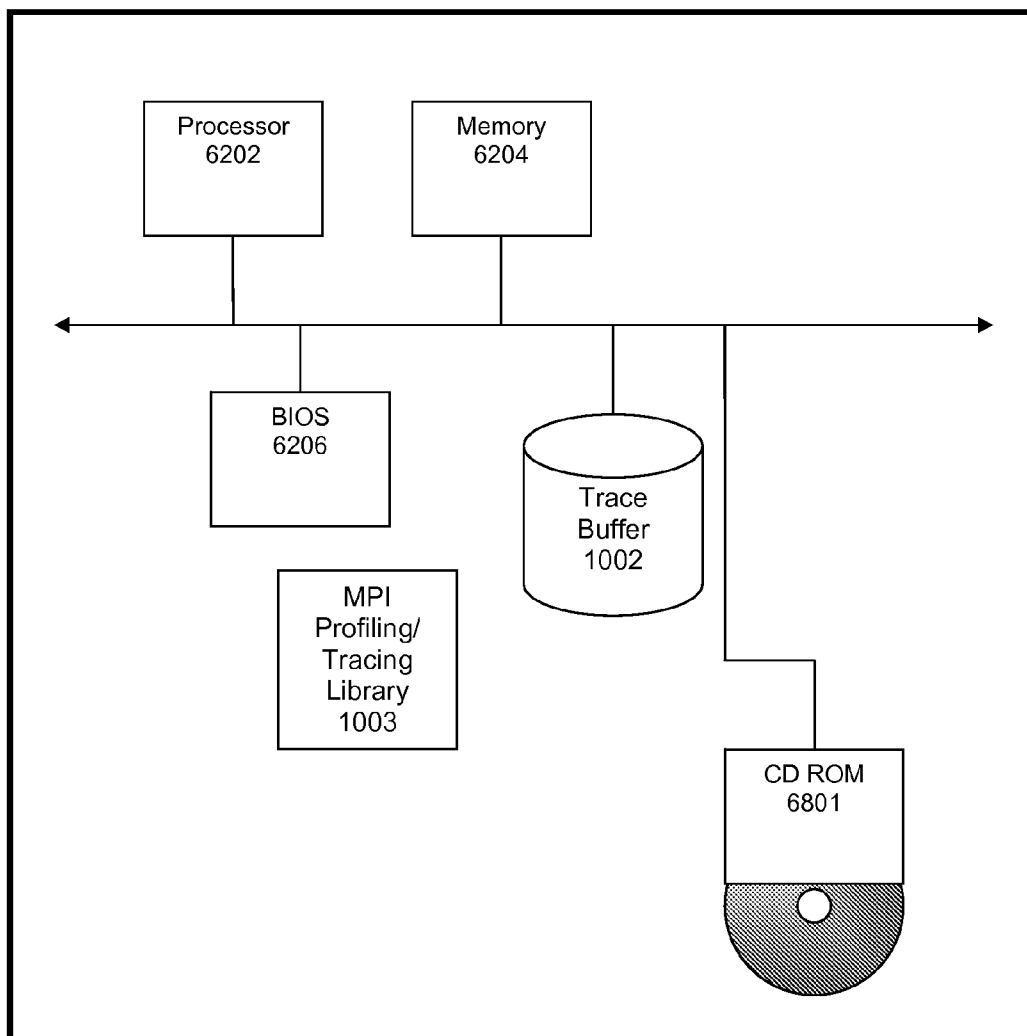 Processor
6202
Memory
6204
BIOS
6206
Trace
Buffer
1002
MPI
Profiling/
Tracing
Library
1003
CD ROM
6801